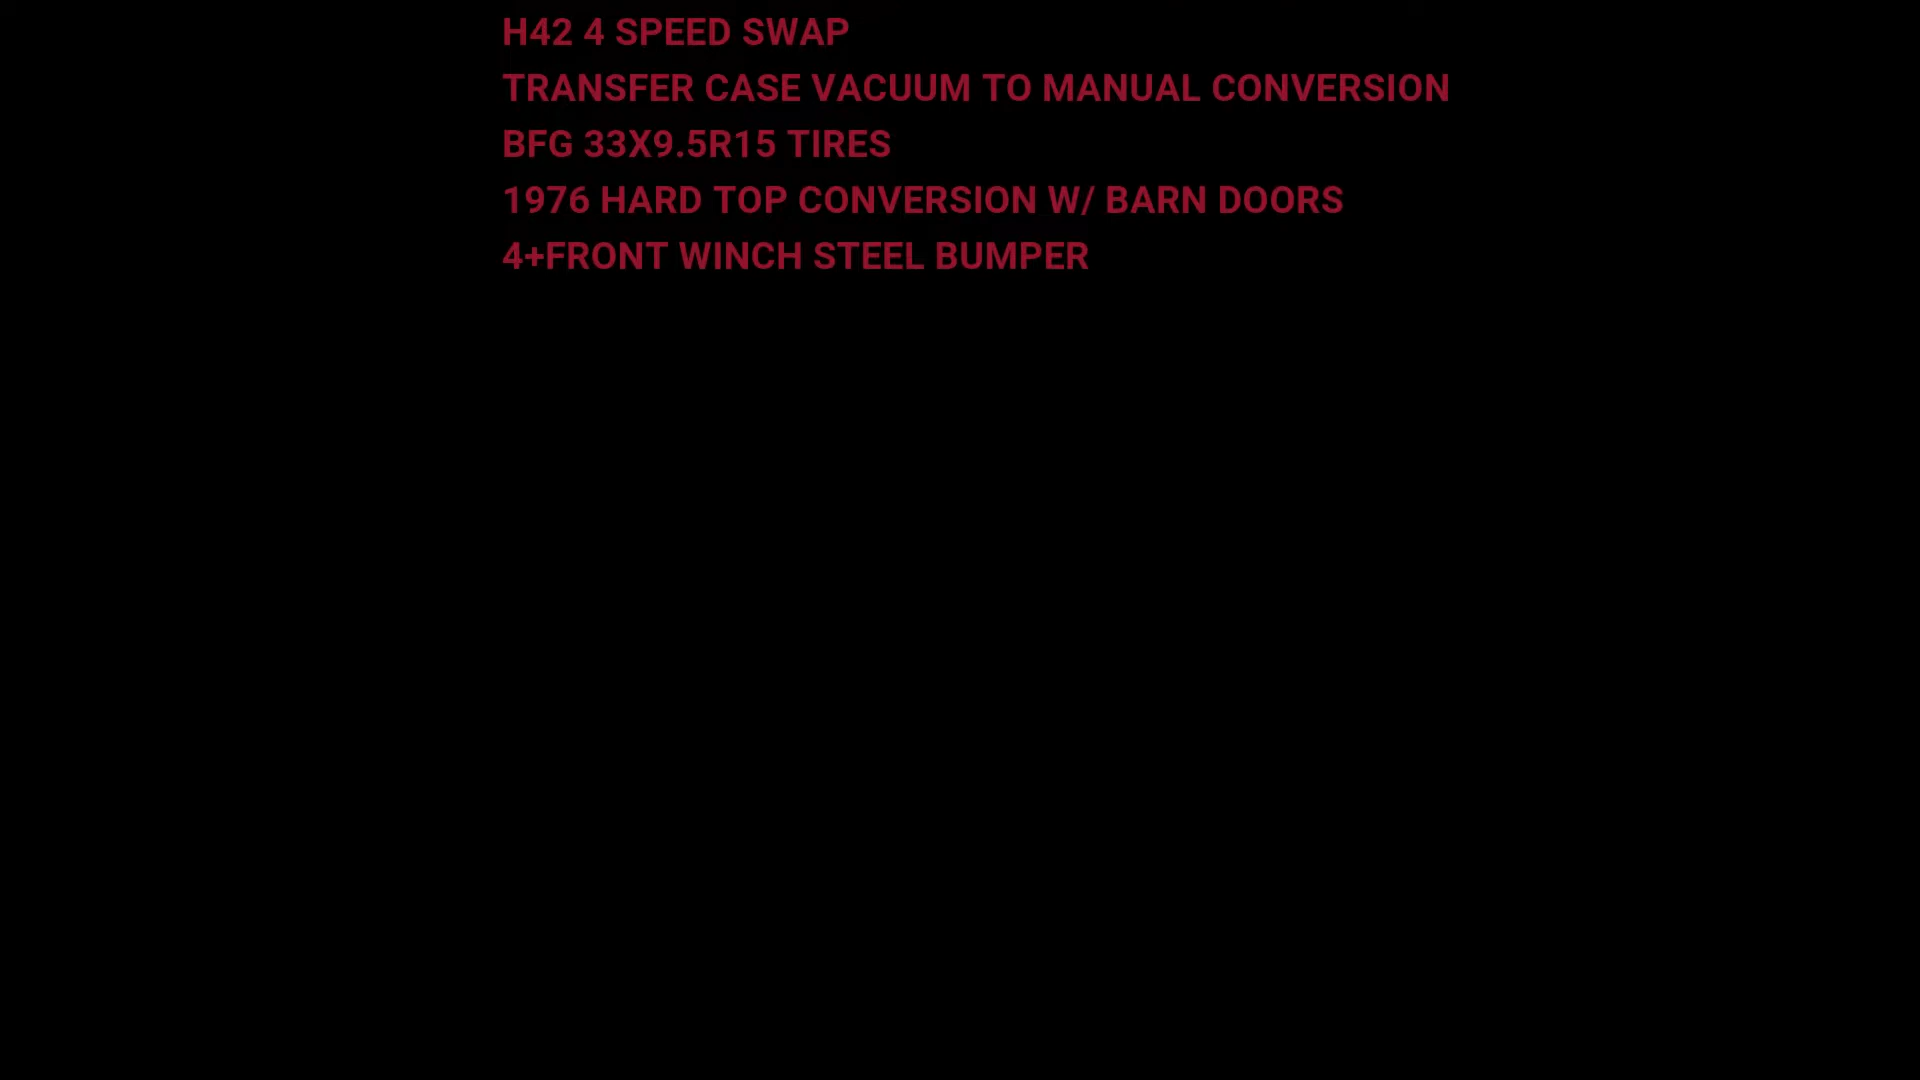 H42 4 SPEED SWAP
TRANSFER CASE VACUUM TO MANUAL CONVERSION
BFG 33X9.5R15 TIRES
1976 HARD TOP CONVERSION W/ BARN DOORS
4+FRONT WINCH STEEL BUMPER